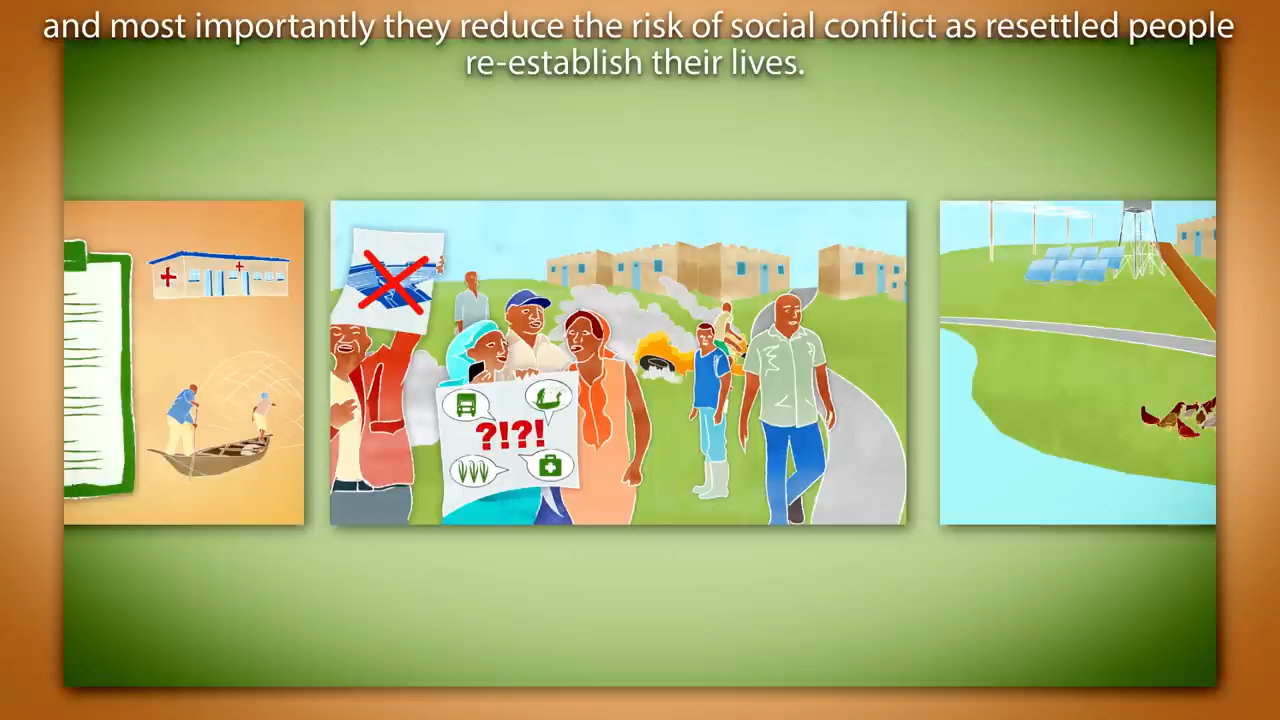 and most importantly they reduce the risk of social conflict as resettled people
re-establish their lives.
?!?!